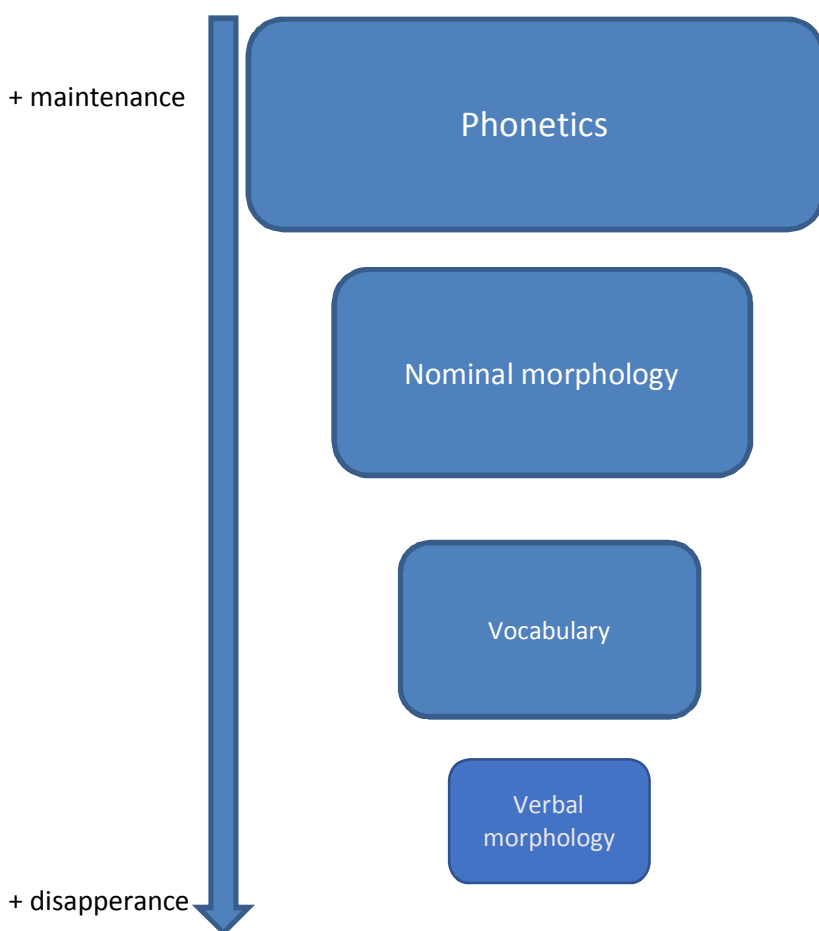 + maintenance
Phonetics
Nominal morphology
Vocabulary
Verbal
morphology
+ disapperance